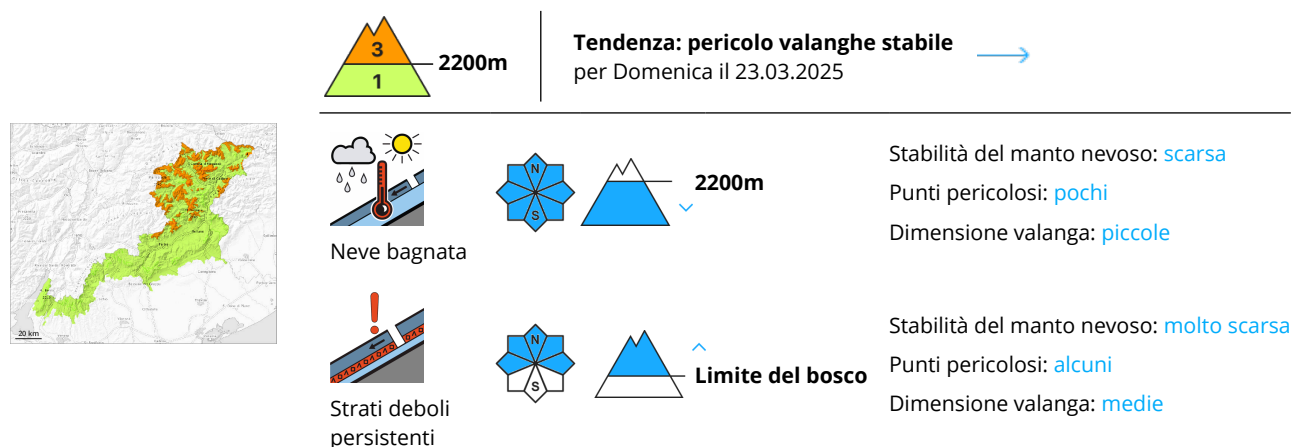 3
2200m
1
Tendenza: pericolo valanghe stabile
per Domenica il 23.03.2025
20 km
N
S
2200m
Neve bagnata
Stabilità del manto nevoso: scarsa
Punti pericolosi: pochi
Dimensione valanga: piccole
N
S
Limite del bosco
Strati deboli
persistenti
Stabilità del manto nevoso: molto scarsa
Punti pericolosi: alcuni
Dimensione valanga: medie